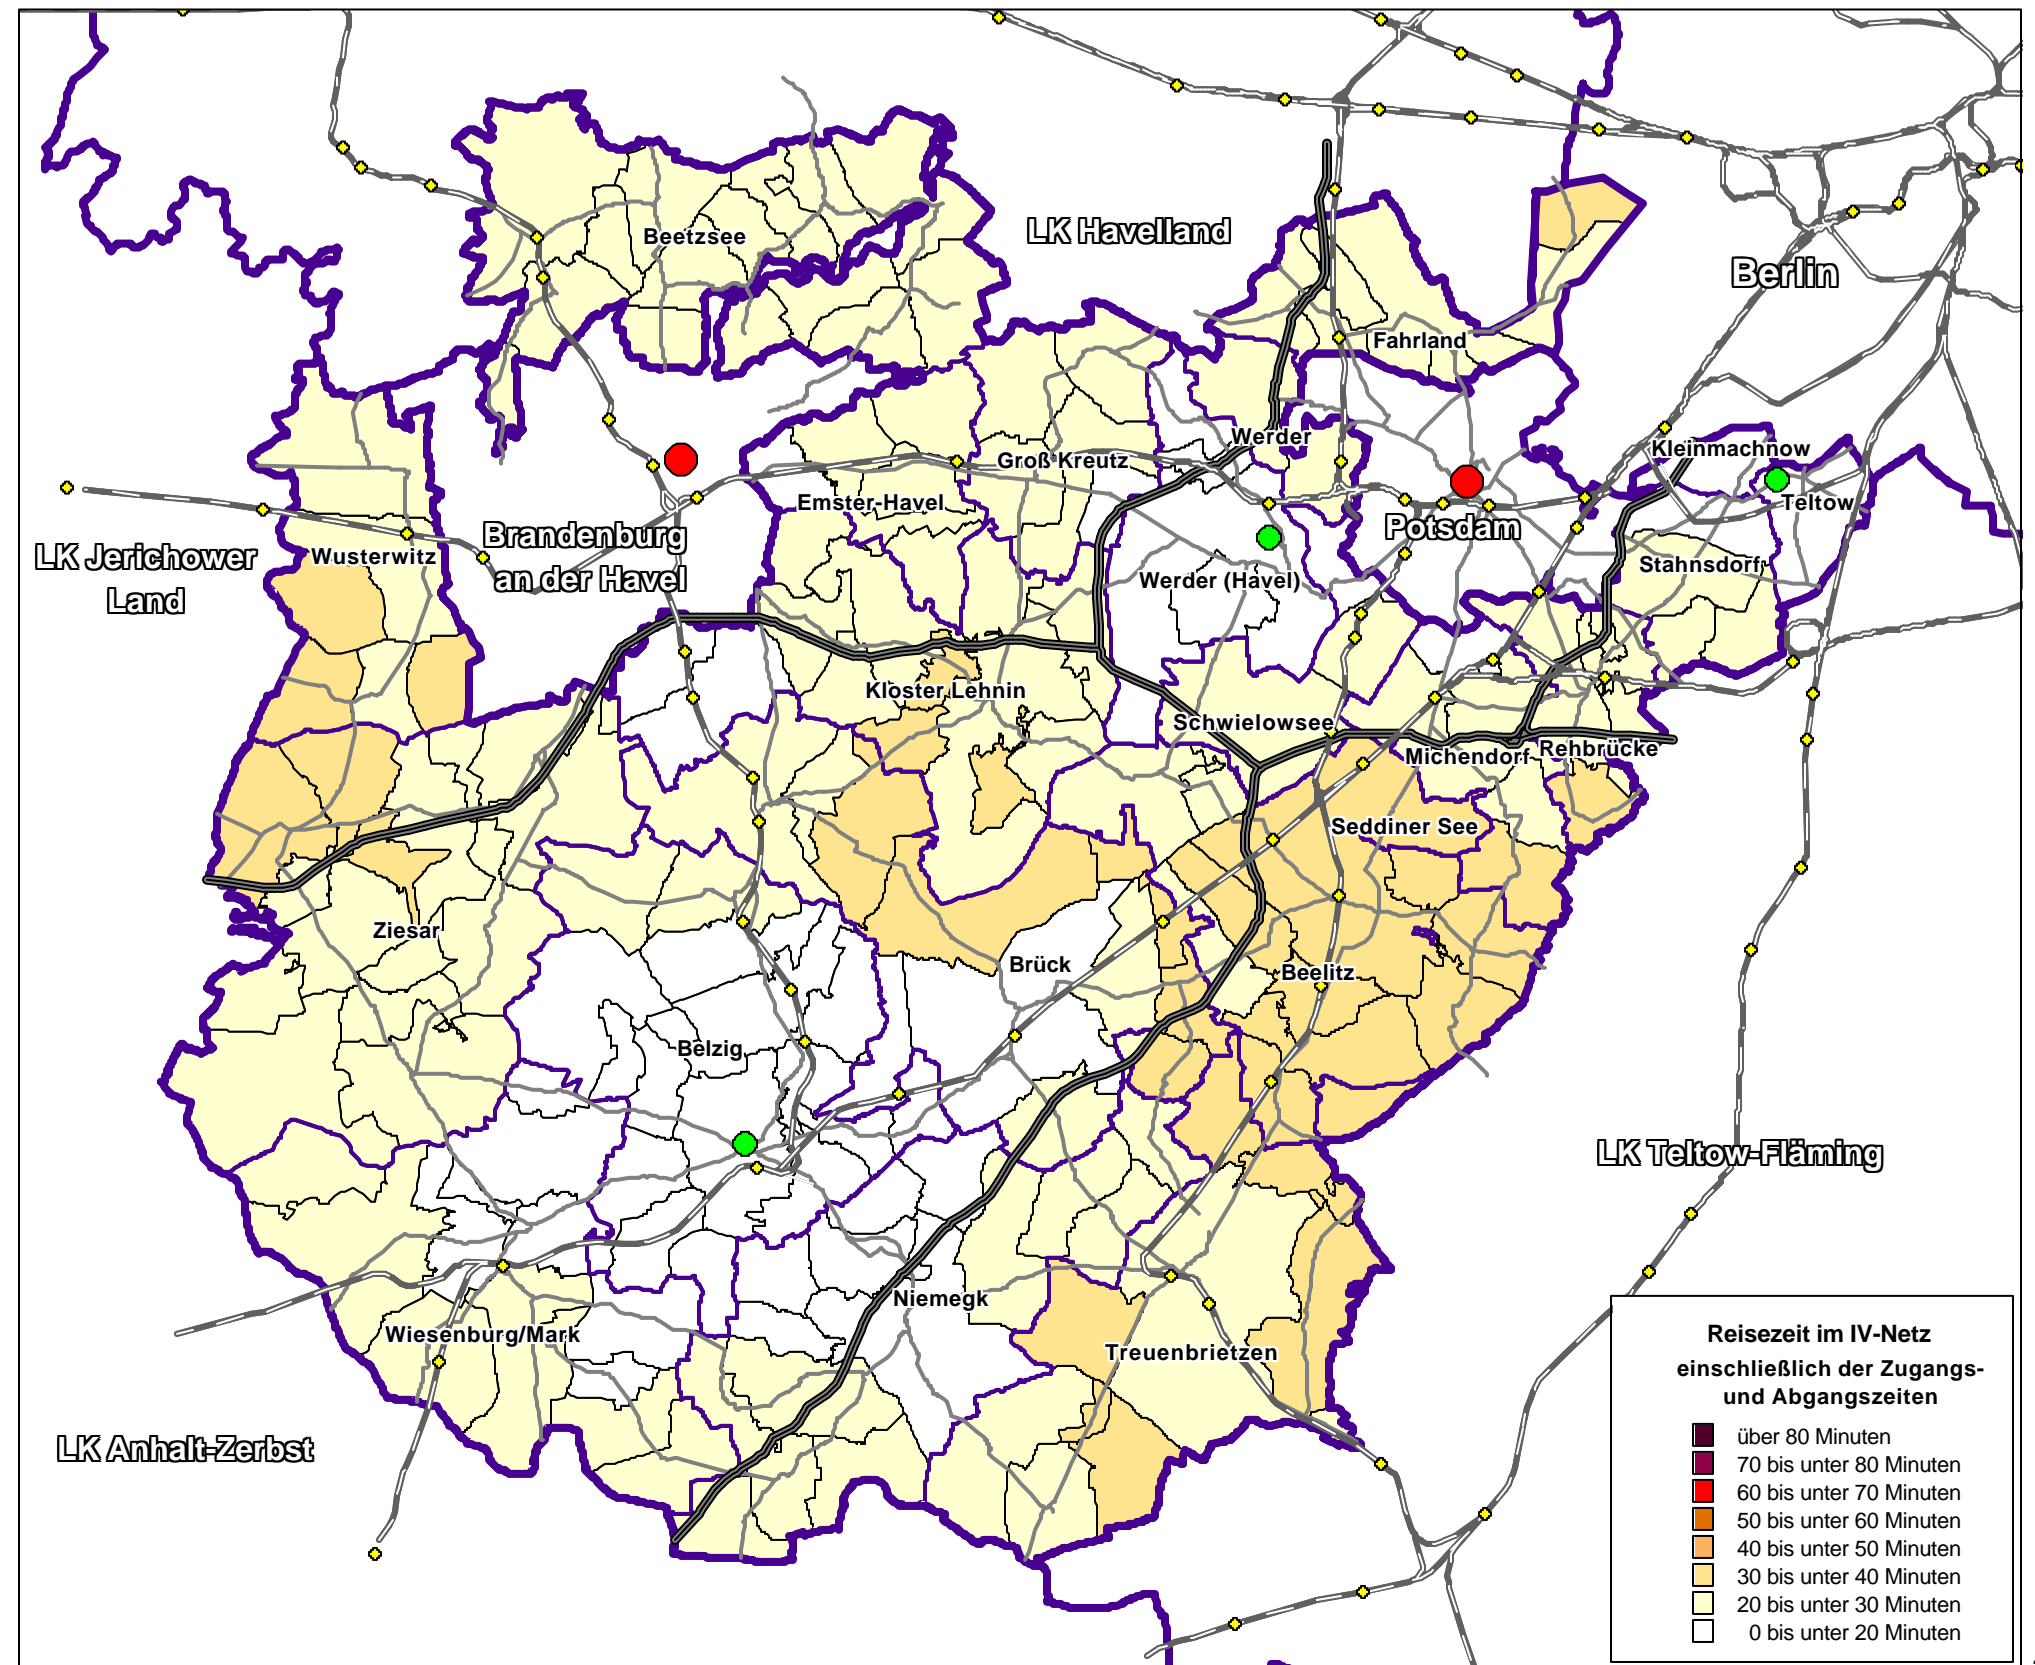 LK Havelland
Beetzsee
Berlin
Fahrland
Werder
Kleinmachnow
Groß Kreutz
Emster-Havel
Teltow
Potsdam
Brandenburg
an der Havel
LK Jerichower
Land
Wusterwitz
Stahnsdorf
Werder (Havel)
Kloster Lehnin
Schwielowsee
Michendorf
Rehbrücke
Seddiner See
Ziesar
Brück
Beelitz
Belzig
LK Teltow-Fläming
Niemegk
Wiesenburg/Mark
Treuenbrietzen
LK Anhalt-Zerbst
Reisezeit im IV-Netz
einschließlich der Zugangs-
und Abgangszeiten
über 80 Minuten
70 bis unter 80 Minuten
60 bis unter 70 Minuten
50 bis unter 60 Minuten
40 bis unter 50 Minuten
30 bis unter 40 Minuten
20 bis unter 30 Minuten
0 bis unter 20 Minuten